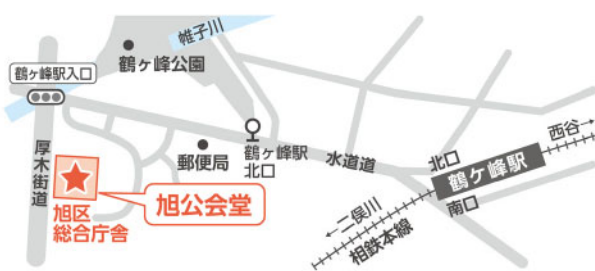 帷子川
鶴ヶ峰公園
鶴ヶ峰駅入口
西谷→
厚木街道
郵便局
鶴ヶ峰駅
北口
水道道
北口
鶴ヶ峰駅
南口
旭公会堂
旭区
総合庁舎
←二俣川
相鉄本線